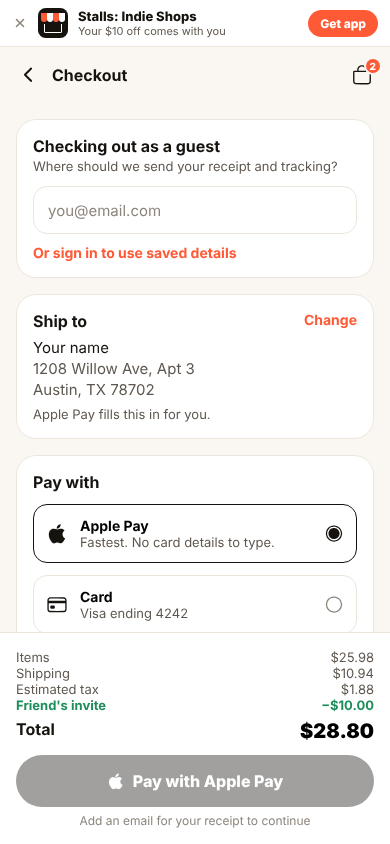 Stalls: Indie Shops
Your $10 off comes with you
Get app
Checkout
2
Checking out as a guest
Where should we send your receipt and tracking?
you@email.com
Or sign in to use saved details
Ship to
Change
Your name
1208 Willow Ave, Apt 3
Austin, TX 78702
Apple Pay fills this in for you.
Pay with
Apple Pay
Fastest. No card details to type.
Card
Visa ending 4242
Items $25.98
Shipping $10.94
Estimated tax $1.88
Friend's invite −$10.00
Total $28.80
Pay with Apple Pay
Add an email for your receipt to continue